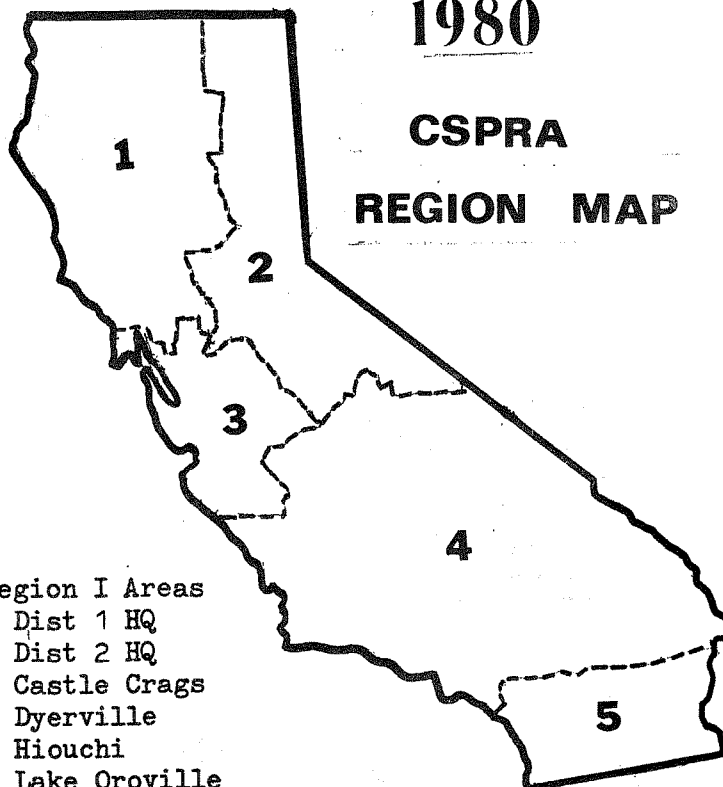 1980
CSPRA
REGION MAP
1
2
3
4
5
egion I Areas
Dist 1 HQ
Dist 2 HQ
Castle Crags
Dyerville
Hiouchi
Lake Oroville